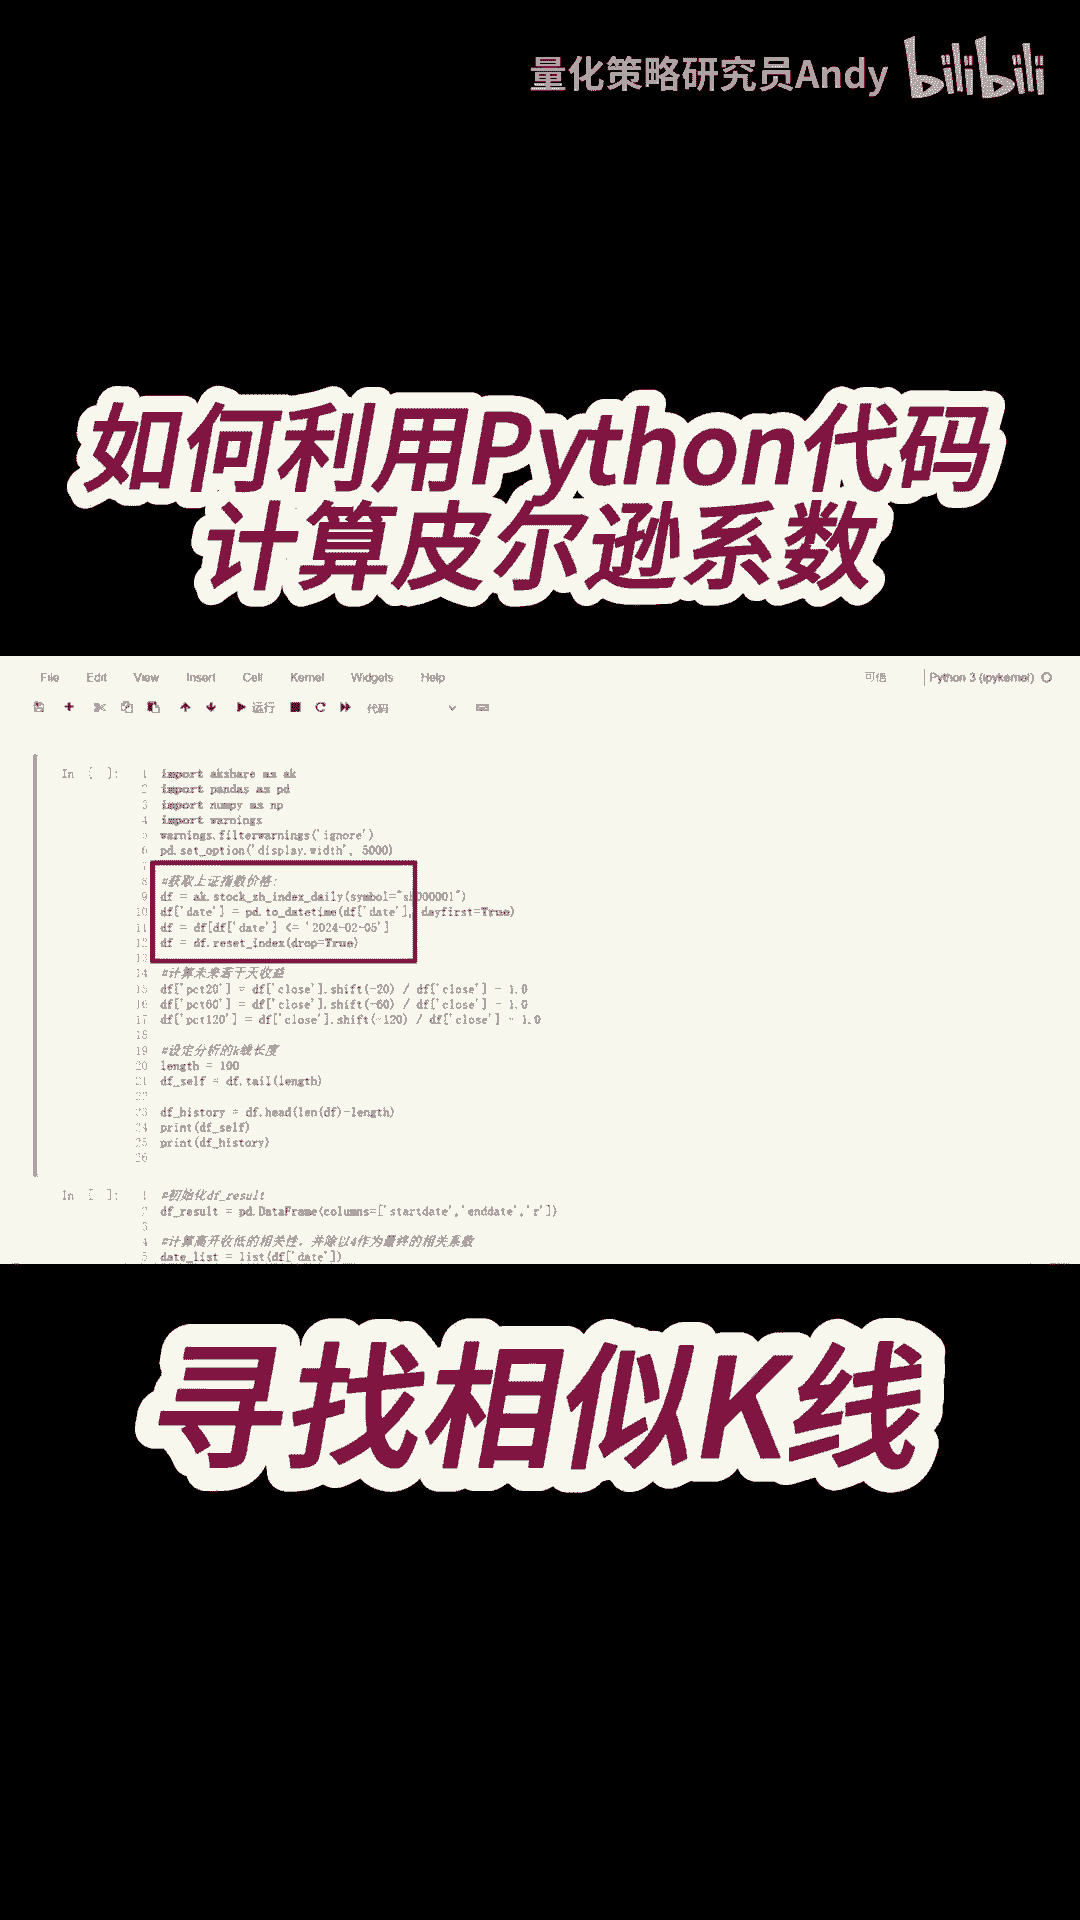 量化策略研究员Andy bilibili
如何利用Python代码
计算皮尔逊系数
File Edit View Insert Cell Kernel Widgets Help 可信 Python 3 (ipykernel)
运行 代码
In [ ]:
1 import akshare as ak
2 import pandas as pd
3 import numpy as np
4 import warnings
5 warnings.filterwarnings('ignore')
6 pd.set_option('display.width', 5000)
7
8 #获取上证指数价格:
9 df = ak.stock_zh_index_daily(symbol="sh000001")
10 df['date'] = pd.to_datetime(df['date'], dayfirst=True)
11 df = df[df['date'] <= '2024-02-05']
12 df = df.reset_index(drop=True)
13
14 #计算未来若干天收益
15 df['pct20'] = df['close'].shift(-20) / df['close'] - 1.0
16 df['pct60'] = df['close'].shift(-60) / df['close'] - 1.0
17 df['pct120'] = df['close'].shift(-120) / df['close'] - 1.0
18
19 #设定分析的k线长度
20 length = 100
21 df_self = df.tail(length)
22
23 df_history = df.head(len(df)-length)
24 print(df_self)
25 print(df_history)
26
In [ ]:
1 #初始化df_result
2 df_result = pd.DataFrame(columns=['startdate','enddate','r'])
3
4 #计算高开收低的相关性，并除以4作为最终的相关系数
5 date_list = list(df['date'])
寻找相似K线